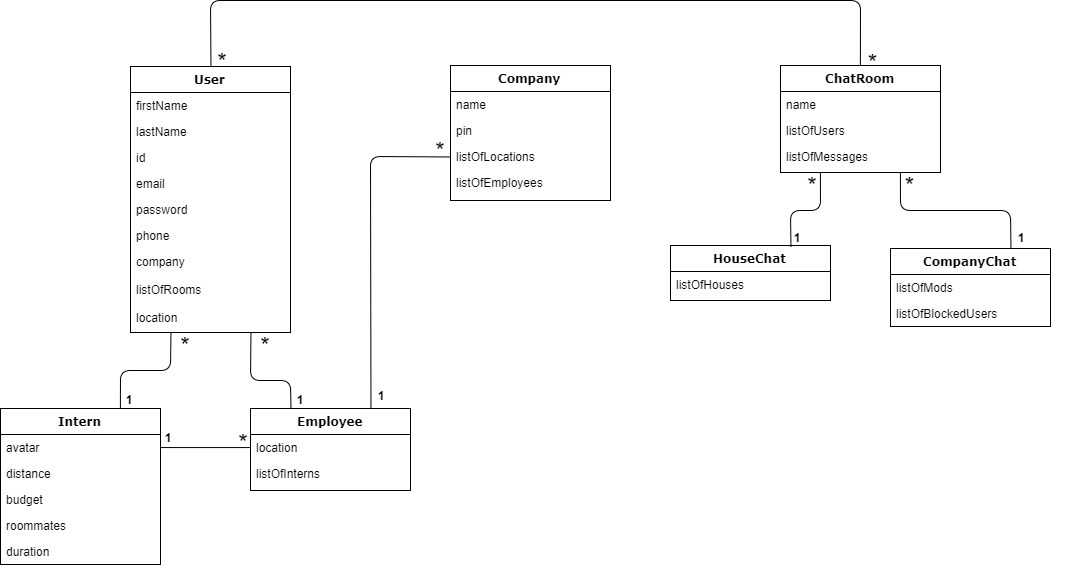 *
*
User
firstName
lastName
id
email
password
phone
company
listOfRooms
location
Company
name
pin
listOfLocations
listOfEmployees
*
ChatRoom
name
listOfUsers
listOfMessages
*
*
1
1
HouseChat
listOfHouses
CompanyChat
listOfMods
listOfBlockedUsers
*
*
1
1
1
Intern
avatar
distance
budget
roommates
duration
1
*
Employee
location
listOfInterns